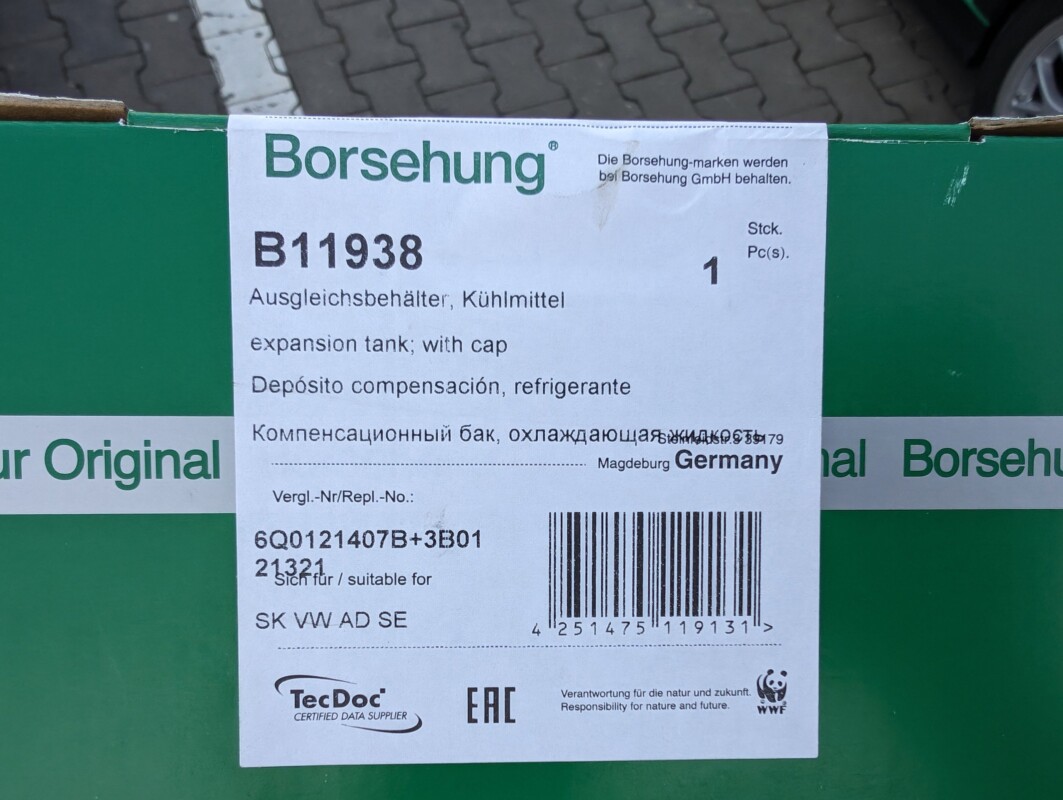 Borsehung®
Die Borsehung-marken werden
bei Borsehung GmbH behalten.
B11938
Stck.
Pc(s).
1
Ausgleichsbehälter, Kühlmittel
expansion tank; with cap
Depósito compensación, refrigerante
Компенсационный бак, охлаждающая жидкость
Steinfeldstr.3 39179
Magdeburg Germany
ur Original
nal Borsehu
Vergl.-Nr/Repl.-No.:
6Q0121407B+3B01
21321
Sich für / suitable for
SK VW AD SE
4 251475 119131 >
TecDoc
CERTIFIED DATA SUPPLIER
EAC
Verantwortung für die natur und zukunft.
Responsibility for nature and future.
WWF